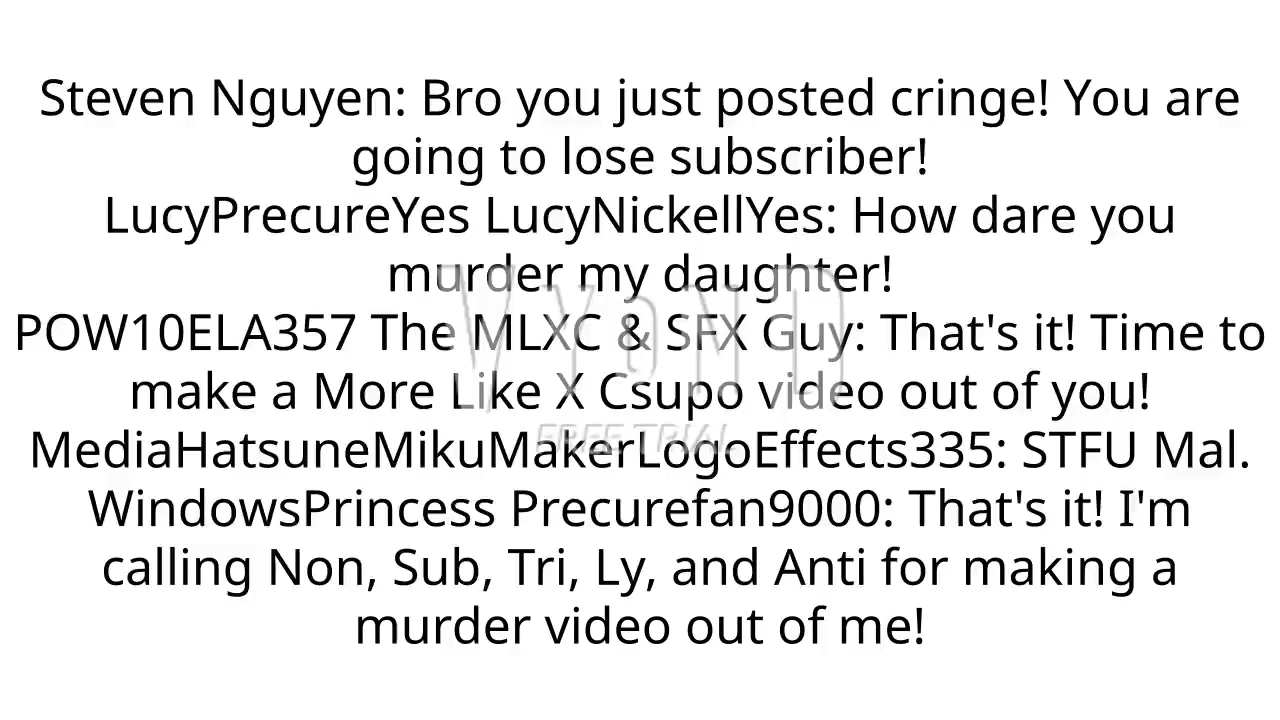 Steven Nguyen: Bro you just posted cringe! You are
going to lose subscriber!
LucyPrecureYes LucyNickellYes: How dare you
murder my daughter!
POW10ELA357 The MLXC & SFX Guy: That's it! Time to
make a More Like X Csupo video out of you!
MediaHatsuneMikuMakerLogoEffects335: STFU Mal.
WindowsPrincess Precurefan9000: That's it! I'm
calling Non, Sub, Tri, Ly, and Anti for making a
murder video out of me!
VYOND
FREE TRIAL